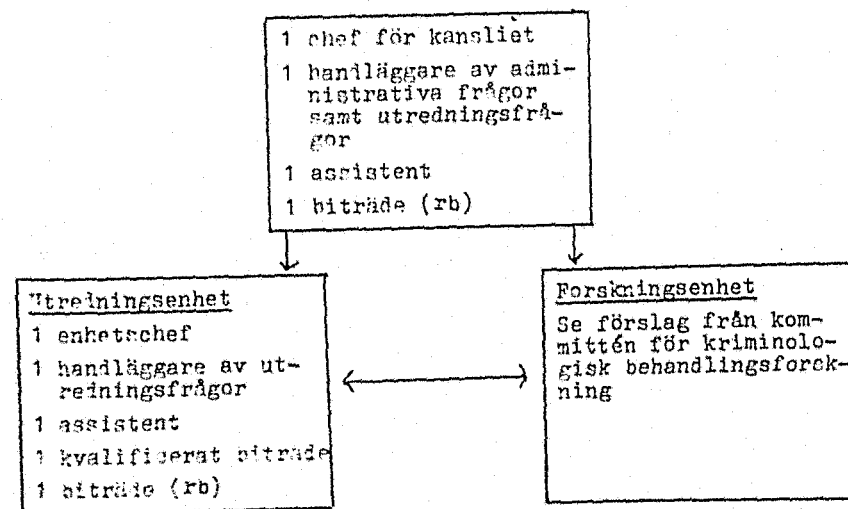 1 chef för kansliet
1 handläggare av admi-
nistrativa frågor
samt utredningsfrå-
gor
1 assistent
1 biträde (rb)
Utredningsenhet
1 enhetschef
1 handläggare av ut-
redningsfrågor
1 assistent
1 kvalificerat biträde
1 biträde (rb)
Forskningsenhet
Se förslag från kom-
mittén för kriminolo-
gisk behandlingsforsk-
ning